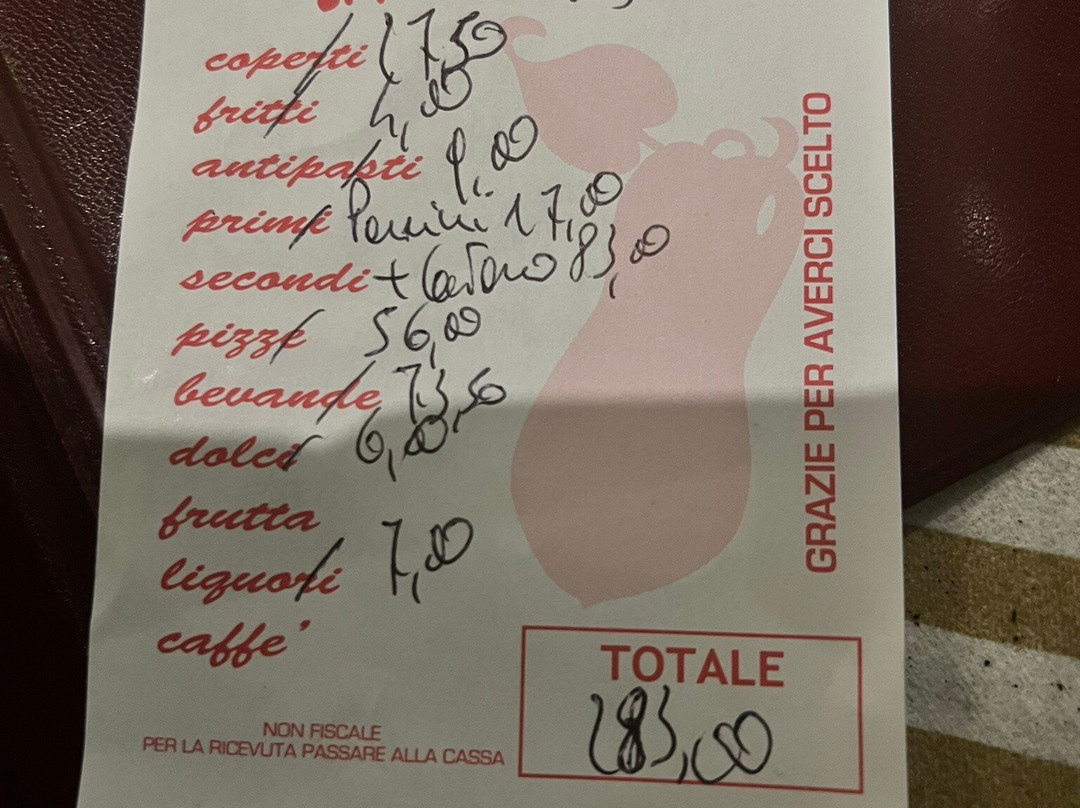 coperti 27,50
fritti 4,00
antipasti 9,00
primi 17,00
secondi + Contorno 83,00
pizze 56,00
bevande 73,50
dolci 6,00
frutta
liquori 7,00
caffe'
TOTALE
283,00
NON FISCALE
PER LA RICEVUTA PASSARE ALLA CASSA
GRAZIE PER AVERCI SCELTO